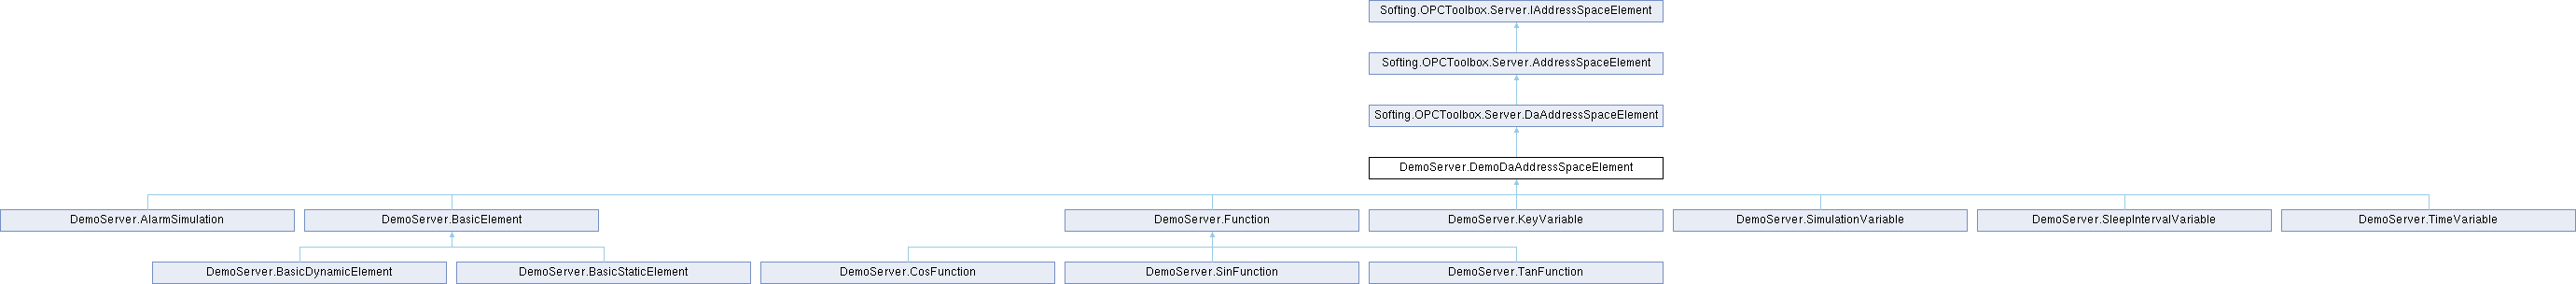 Softing.OPCToolbox.Server.IAddressSpaceElement
Softing.OPCToolbox.Server.AddressSpaceElement
Softing.OPCToolbox.Server.DaAddressSpaceElement
DemoServer.DemoDaAddressSpaceElement
DemoServer.AlarmSimulation
DemoServer.BasicElement
DemoServer.Function
DemoServer.KeyVariable
DemoServer.SimulationVariable
DemoServer.SleepIntervalVariable
DemoServer.TimeVariable
DemoServer.BasicDynamicElement
DemoServer.BasicStaticElement
DemoServer.CosFunction
DemoServer.SinFunction
DemoServer.TanFunction